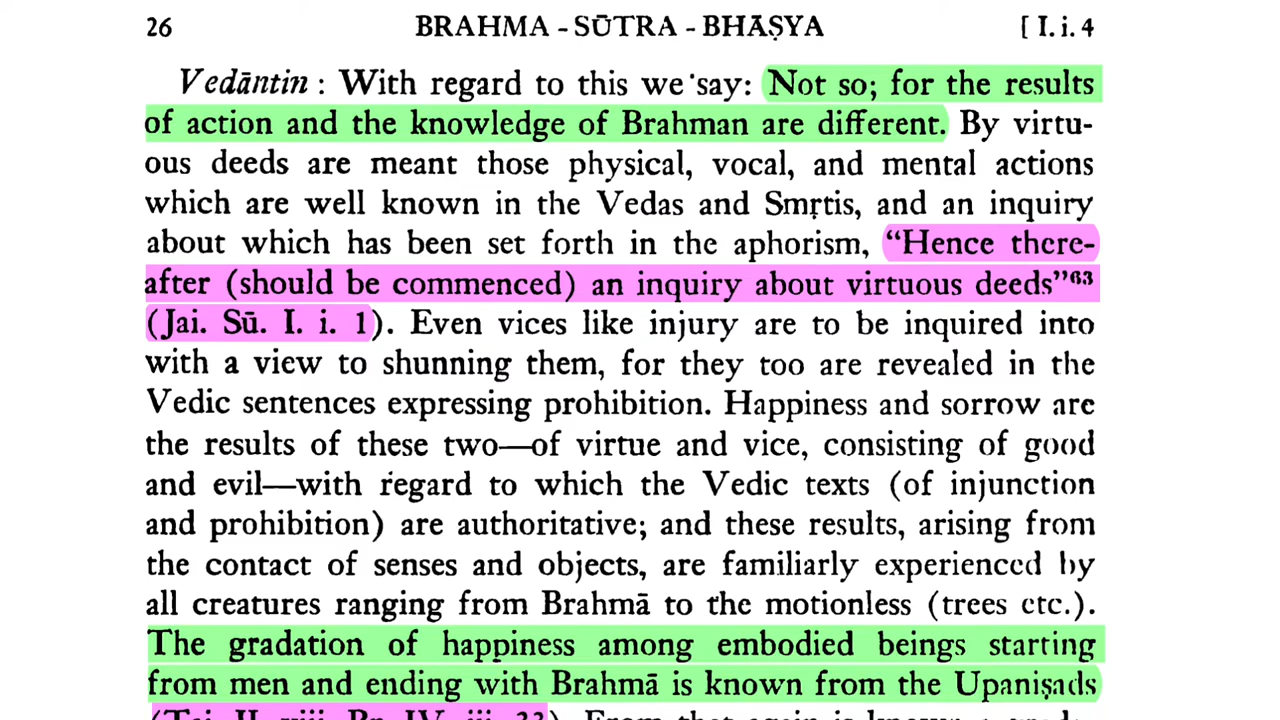 26 BRAHMA - SŪTRA - BHĀṢYA [ I. i. 4
Vedāntin : With regard to this we say: Not so; for the results
of action and the knowledge of Brahman are different. By virtu-
ous deeds are meant those physical, vocal, and mental actions
which are well known in the Vedas and Smṛtis, and an inquiry
about which has been set forth in the aphorism, “Hence there-
after (should be commenced) an inquiry about virtuous deeds”⁶³
(Jai. Sū. I. i. 1). Even vices like injury are to be inquired into
with a view to shunning them, for they too are revealed in the
Vedic sentences expressing prohibition. Happiness and sorrow are
the results of these two—of virtue and vice, consisting of good
and evil—with regard to which the Vedic texts (of injunction
and prohibition) are authoritative; and these results, arising from
the contact of senses and objects, are familiarly experienced by
all creatures ranging from Brahmā to the motionless (trees etc.).
The gradation of happiness among embodied beings starting
from men and ending with Brahmā is known from the Upaniṣads